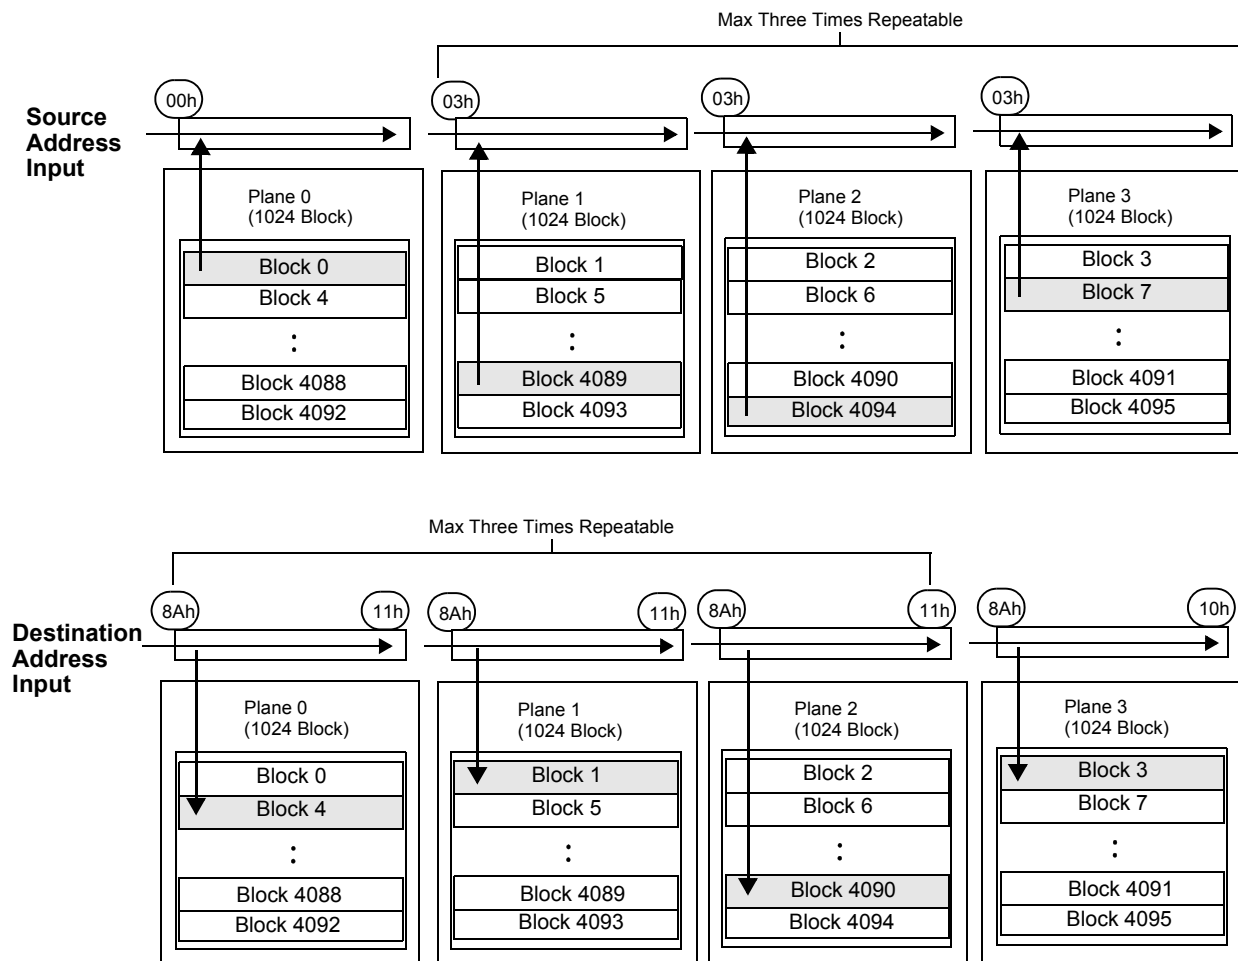 Max Three Times Repeatable
00h
03h
03h
03h
Source
Address
Input
Plane 0
(1024 Block)
Block 0
Block 4
:
Block 4088
Block 4092
Plane 1
(1024 Block)
Block 1
Block 5
:
Block 4089
Block 4093
Plane 2
(1024 Block)
Block 2
Block 6
:
Block 4090
Block 4094
Plane 3
(1024 Block)
Block 3
Block 7
:
Block 4091
Block 4095
Max Three Times Repeatable
8Ah
11h
8Ah
11h
8Ah
11h
8Ah
10h
Destination
Address
Input
Plane 0
(1024 Block)
Block 0
Block 4
:
Block 4088
Block 4092
Plane 1
(1024 Block)
Block 1
Block 5
:
Block 4089
Block 4093
Plane 2
(1024 Block)
Block 2
Block 6
:
Block 4090
Block 4094
Plane 3
(1024 Block)
Block 3
Block 7
:
Block 4091
Block 4095